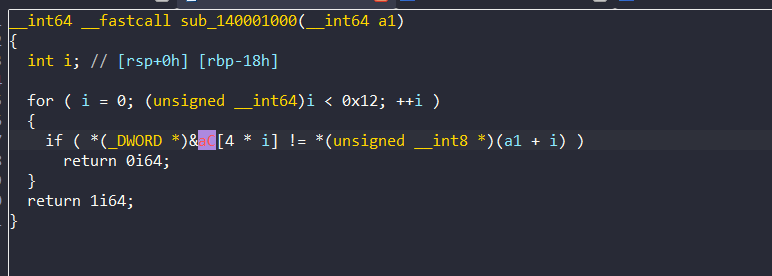 __int64 __fastcall sub_140001000(__int64 a1)
{
  int i; // [rsp+0h] [rbp-18h]
  for ( i = 0; (unsigned __int64)i < 0x12; ++i )
  {
    if ( *(_DWORD *)&aC[4 * i] != *(unsigned __int8 *)(a1 + i) )
      return 0i64;
  }
  return 1i64;
}